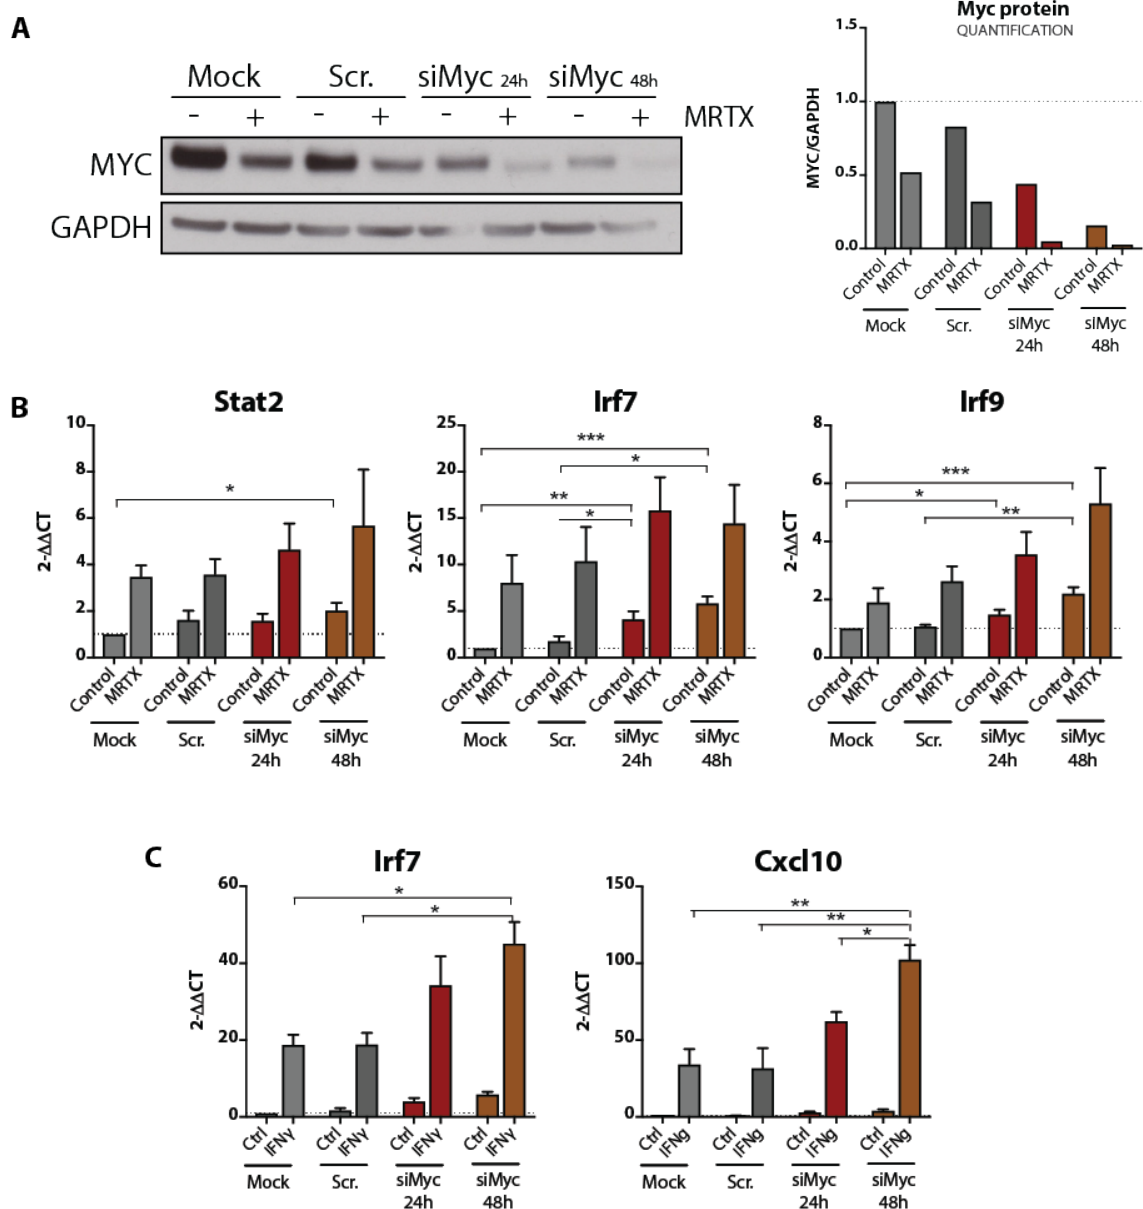 A
Mock Scr. siMyc 24h siMyc 48h
- + - + - + - + MRTX
MYC
GAPDH
Myc protein
QUANTIFICATION
MYC/GAPDH
1.5
1.0
0.5
0.0
Control MRTX Control MRTX Control MRTX Control MRTX
Mock Scr. siMyc siMyc
24h 48h
B
Stat2
2-ΔΔCT
10
8
6
4
2
0
*
Control MRTX Control MRTX Control MRTX Control MRTX
Mock Scr. siMyc siMyc
24h 48h
Irf7
2-ΔΔCT
25
20
15
10
5
0
***
*
**
*
Control MRTX Control MRTX Control MRTX Control MRTX
Mock Scr. siMyc siMyc
24h 48h
Irf9
2-ΔΔCT
8
6
4
2
0
***
*
**
Control MRTX Control MRTX Control MRTX Control MRTX
Mock Scr. siMyc siMyc
24h 48h
C
Irf7
2-ΔΔCT
60
40
20
0
*
*
Ctrl IFNγ Ctrl IFNγ Ctrl IFNγ Ctrl IFNγ
Mock Scr. siMyc siMyc
24h 48h
Cxcl10
2-ΔΔCT
150
100
50
0
**
**
*
Ctrl IFNg Ctrl IFNg Ctrl IFNg Ctrl IFNg
Mock Scr. siMyc siMyc
24h 48h